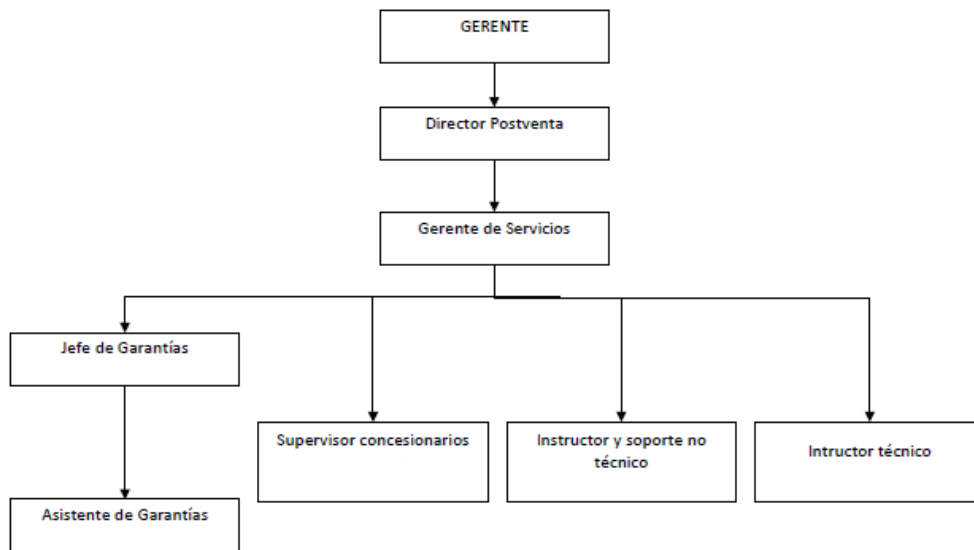 GERENTE
Director Postventa
Gerente de Servicios
Jefe de Garantías
Supervisor concesionarios
Instructor y soporte no
técnico
Intructor técnico
Asistente de Garantías